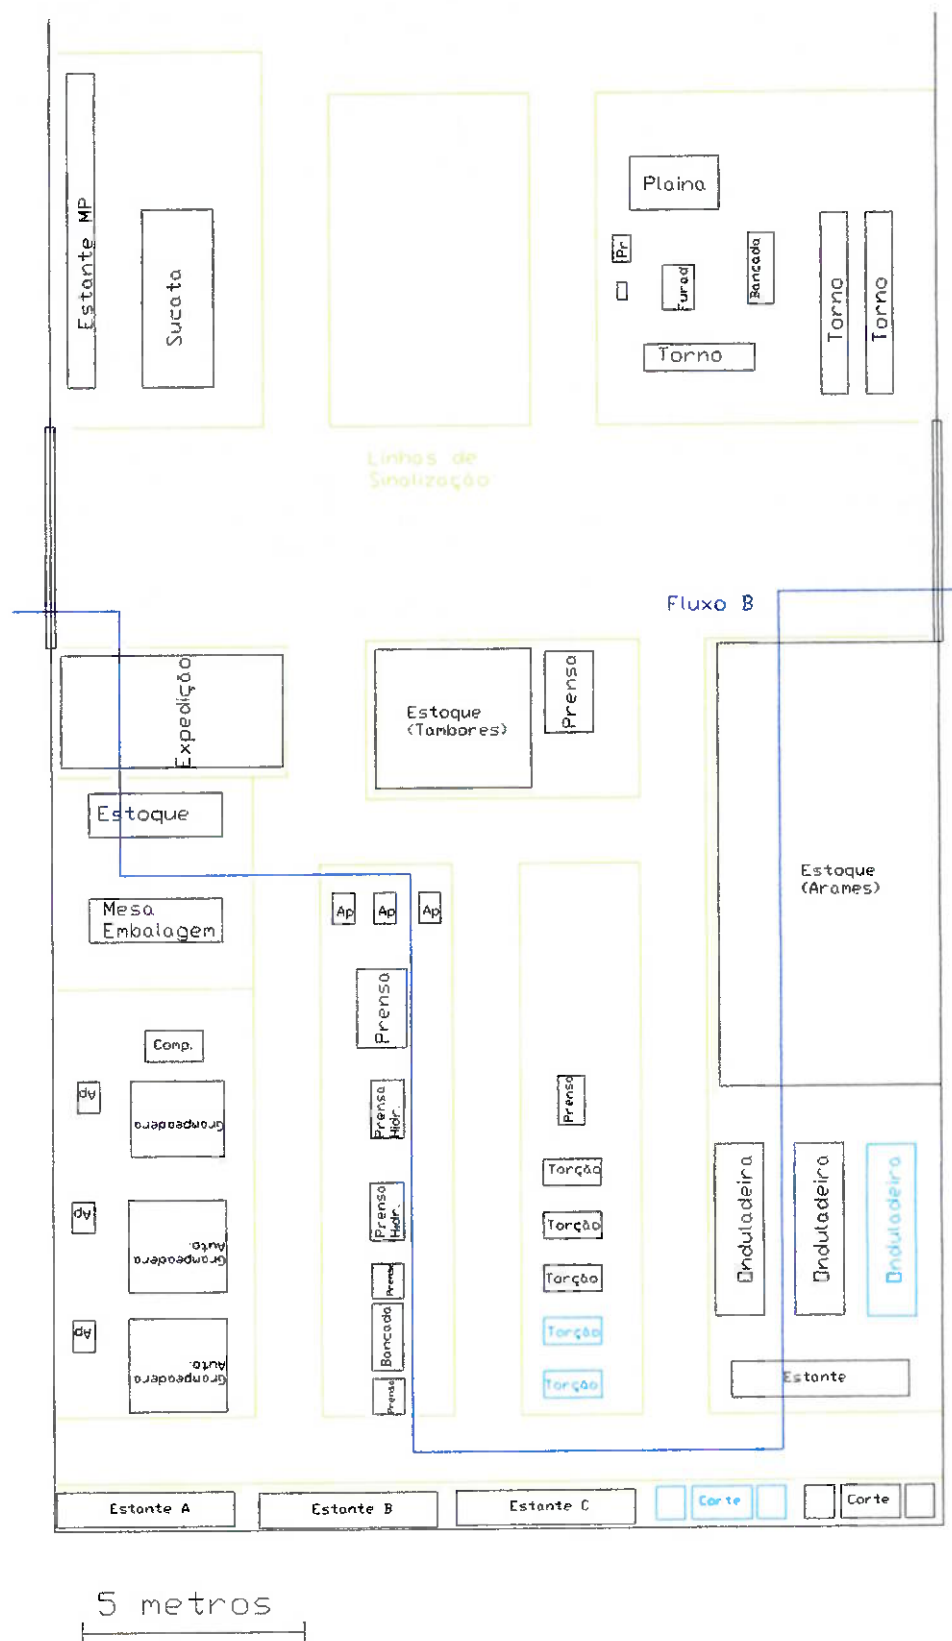 Plaina
Estante MP
Sucata
Pr
Furad
Bancada
Torno
Torno
Torno
Linhas de
Sinalização
Fluxo B
Expedição
Estoque
(Tambores)
Prensa
Estoque
Mesa
Embalagem
Ap
Ap
Ap
Estoque
(Arames)
Prensa
Comp.
Ap
Grampeadera
Prensa
Hidr.
Prensa
Torção
Onduladeira
Onduladeira
Onduladeira
Ap
Grampeadera
Auto.
Prensa
Hidr.
Torção
Prensa
Torção
Ap
Grampeadera
Auto.
Bancada
Torção
Prensa
Torção
Estante
Estante A
Estante B
Estante C
Corte
Corte
5 metros